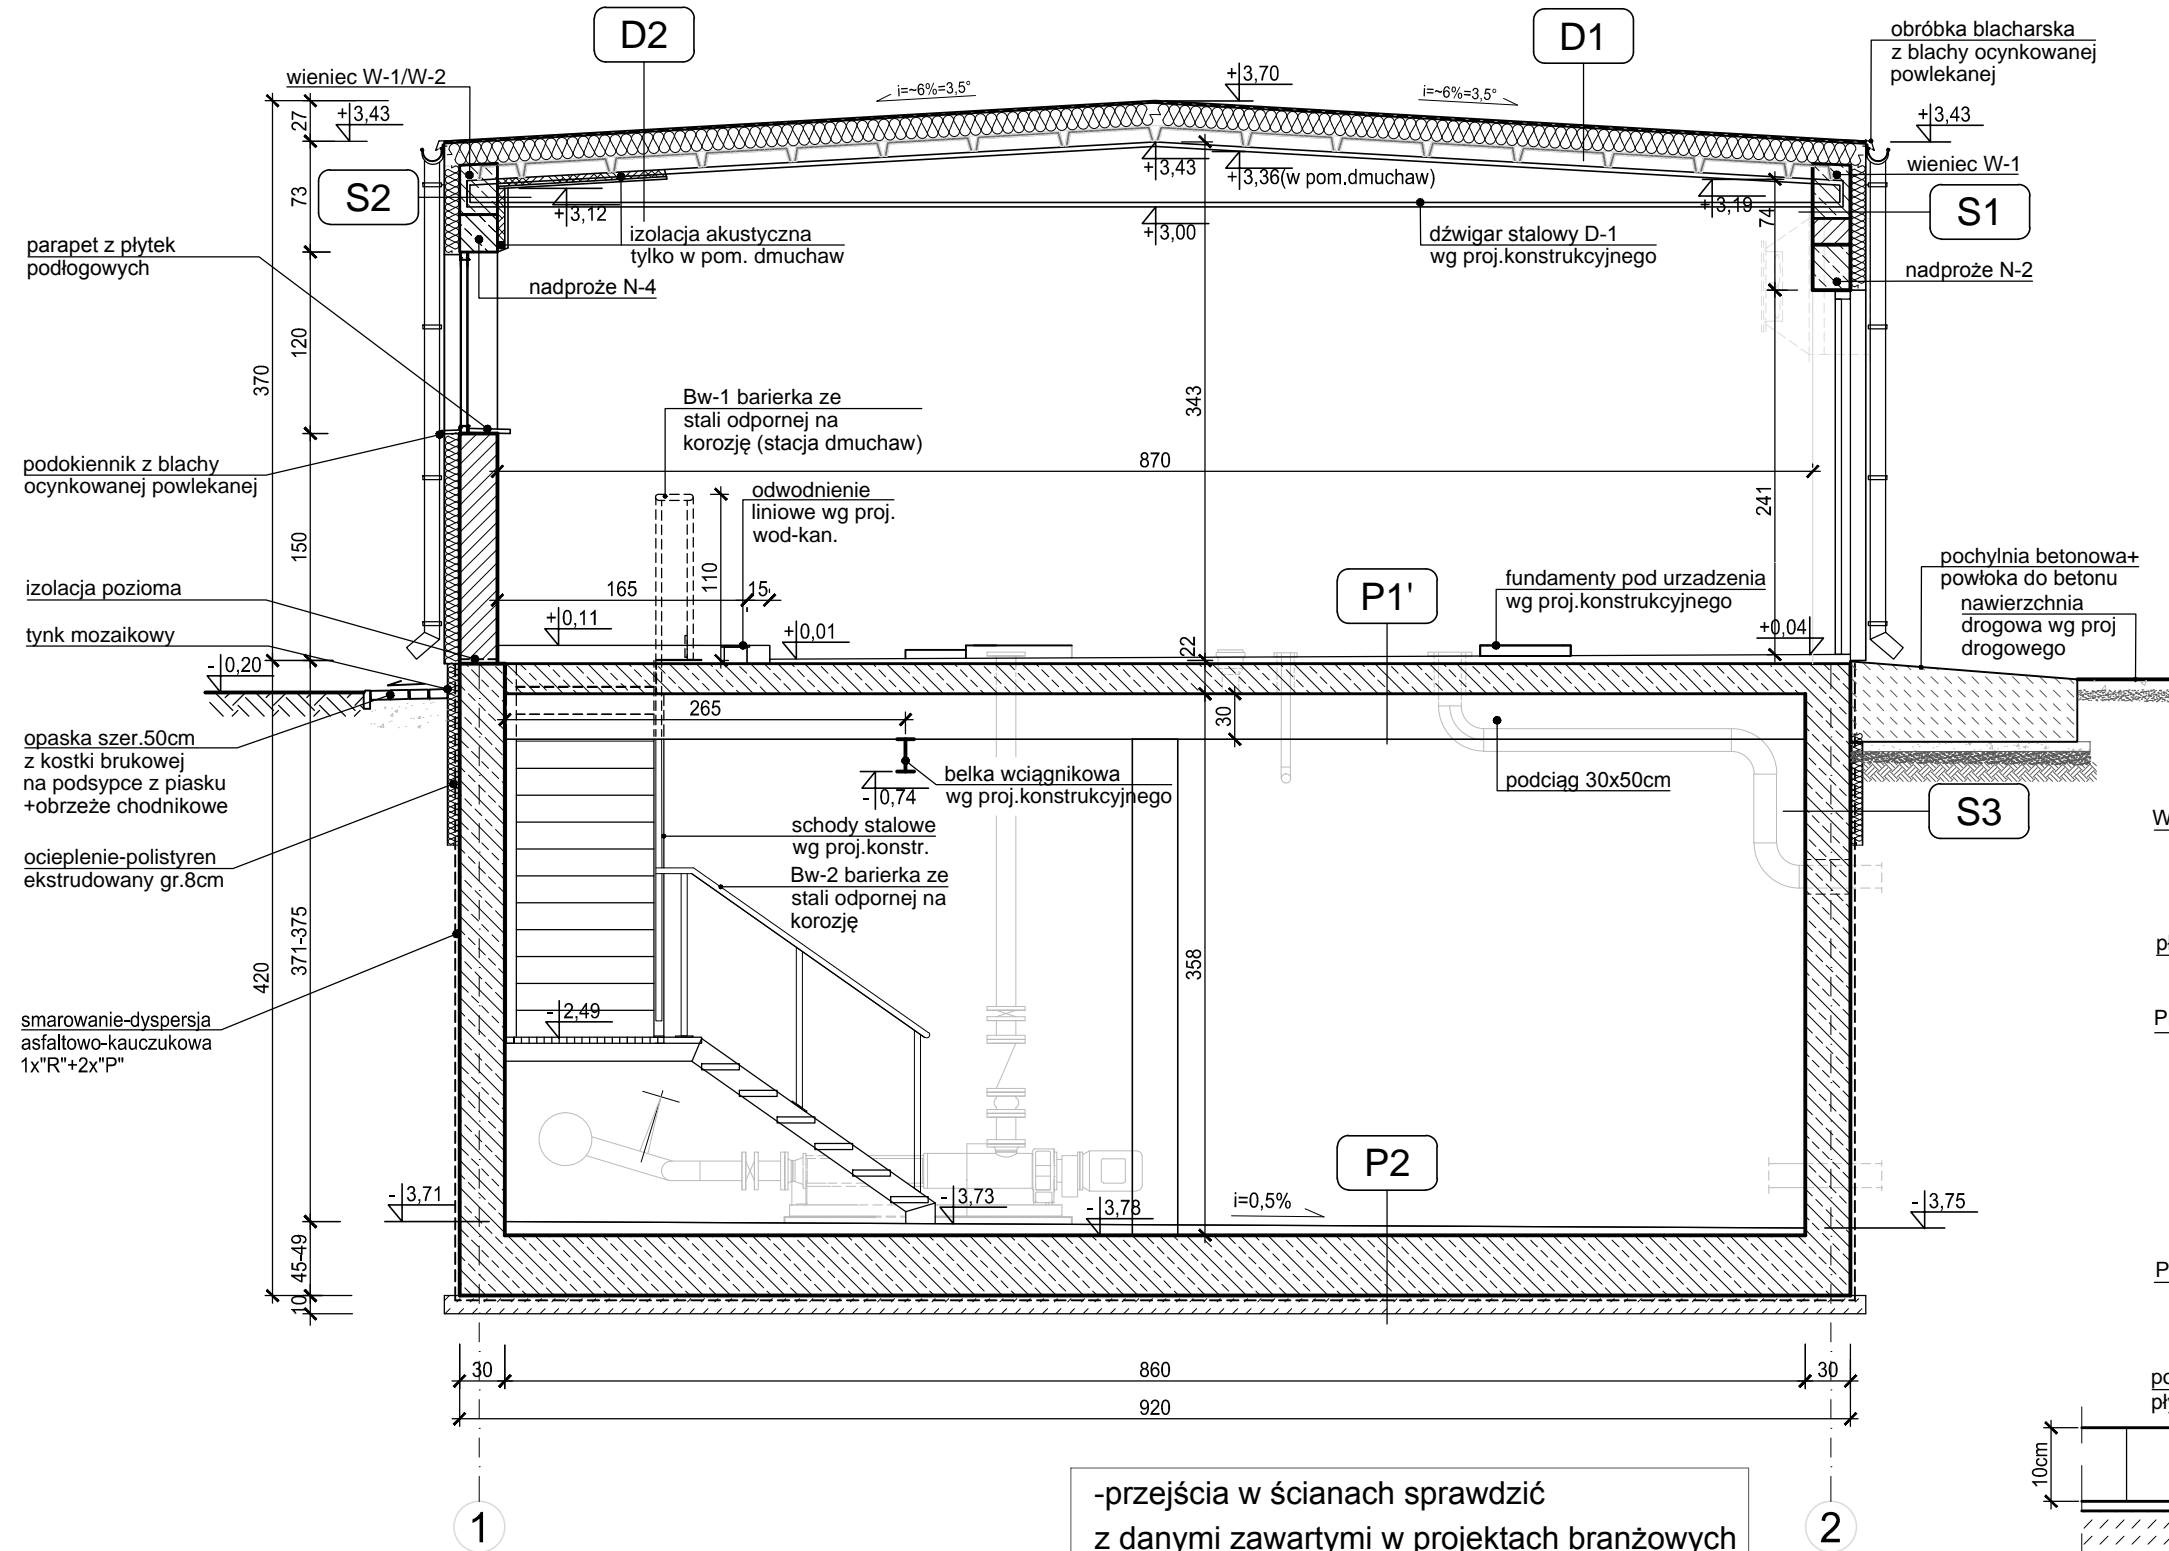 D2
D1
obróbka blacharska
z blachy ocynkowanej
powlekanej
wieniec W-1/W-2
+3,70
i=~6%=3,5°
i=~6%=3,5°
27
+3,43
+3,43
S2
+3,43
+3,36(w pom.dmuchaw)
wieniec W-1
73
+3,12
+3,19
74
S1
+3,00
parapet z płytek
podłogowych
izolacja akustyczna
tylko w pom. dmuchaw
dźwigar stalowy D-1
wg proj.konstrukcyjnego
nadproże N-4
nadproże N-2
120
370
343
Bw-1 barierka ze
stali odpornej na
korozję (stacja dmuchaw)
podokiennik z blachy
ocynkowanej powlekanej
870
odwodnienie
liniowe wg proj.
wod-kan.
241
150
110
izolacja pozioma
165
15
P1'
fundamenty pod urzadzenia
wg proj.konstrukcyjnego
pochylnia betonowa+
powłoka do betonu
nawierzchnia
drogowa wg proj
drogowego
tynk mozaikowy
+0,11
+0,01
+0,04
22
-0,20
265
30
opaska szer.50cm
z kostki brukowej
na podsypce z piasku
+obrzeże chodnikowe
belka wciągnikowa
wg proj.konstrukcyjnego
-0,74
podciąg 30x50cm
S3
W
schody stalowe
wg proj.konstr.
ocieplenie-polistyren
ekstrudowany gr.8cm
Bw-2 barierka ze
stali odpornej na
korozję
371-375
420
358
-2,49
smarowanie-dyspersja
asfaltowo-kauczukowa
1x"R"+2x"P"
P
P2
-3,71
-3,73
-3,78
i=0,5%
-3,75
45-49
10
P
30
860
30
920
10cm
-przejścia w ścianach sprawdzić
z danymi zawartymi w projektach branżowych
1
2